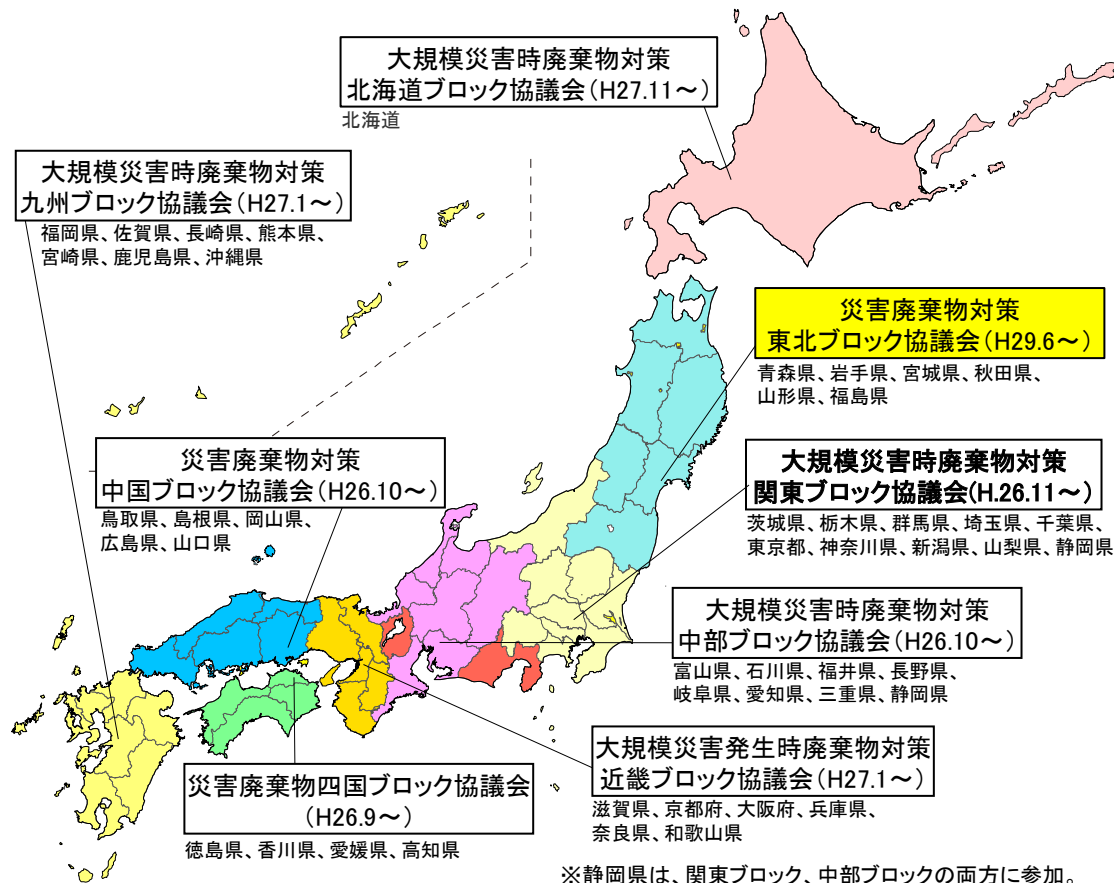 大規模災害時廃棄物対策
北海道ブロック協議会(H27.11～)
北海道
大規模災害時廃棄物対策
九州ブロック協議会(H27.1～)
福岡県、佐賀県、長崎県、熊本県、
宮崎県、鹿児島県、沖縄県
災害廃棄物対策
東北ブロック協議会(H29.6～)
青森県、岩手県、宮城県、秋田県、
山形県、福島県
災害廃棄物対策
中国ブロック協議会(H26.10～)
鳥取県、島根県、岡山県、
広島県、山口県
大規模災害時廃棄物対策
関東ブロック協議会(H.26.11～)
茨城県、栃木県、群馬県、埼玉県、千葉県、
東京都、神奈川県、新潟県、山梨県、静岡県
大規模災害時廃棄物対策
中部ブロック協議会(H26.10～)
富山県、石川県、福井県、長野県、
岐阜県、愛知県、三重県、静岡県
大規模災害発生時廃棄物対策
近畿ブロック協議会(H27.1～)
滋賀県、京都府、大阪府、兵庫県、
奈良県、和歌山県
災害廃棄物四国ブロック協議会
(H26.9～)
徳島県、香川県、愛媛県、高知県
※静岡県は、関東ブロック、中部ブロックの両方に参加。